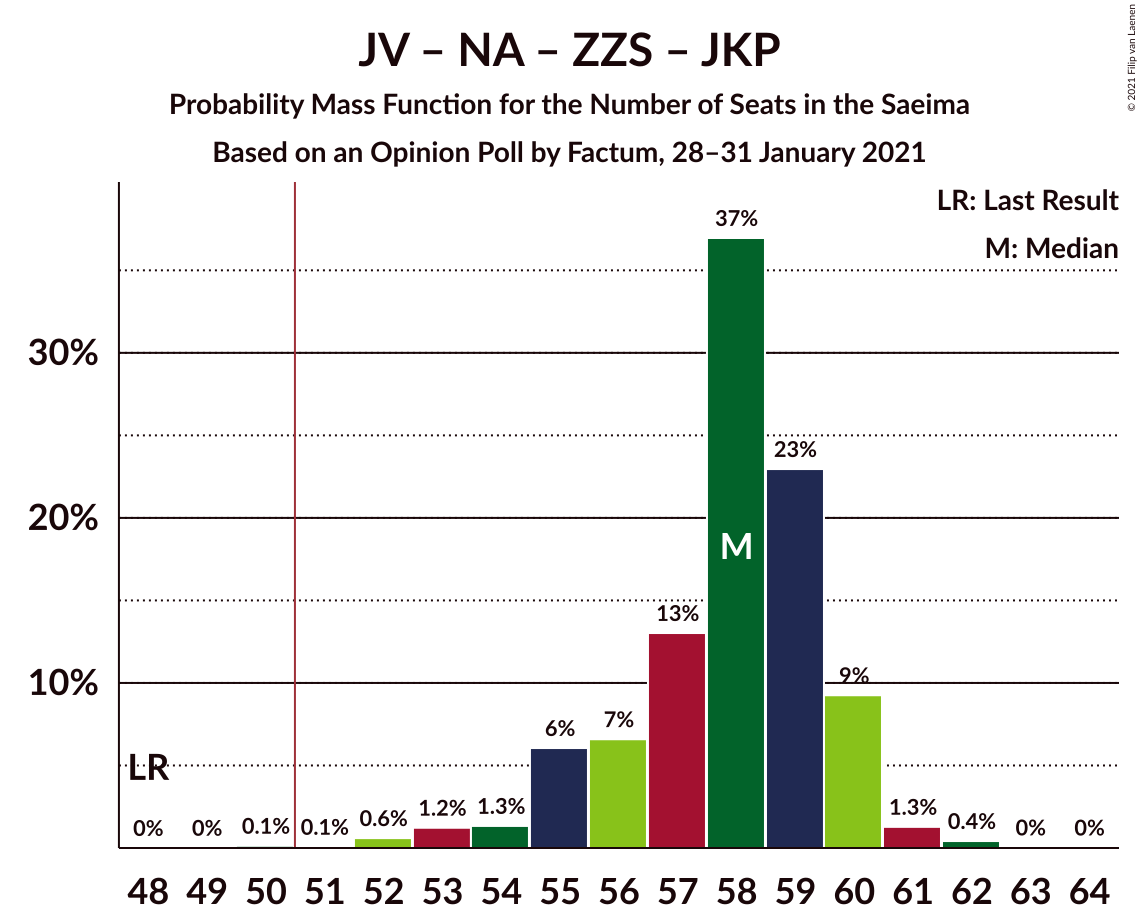 JV – NA – ZZS – JKP
Probability Mass Function for the Number of Seats in the Saeima
Based on an Opinion Poll by Factum, 28–31 January 2021
© 2021 Filip van Laenen
LR: Last Result
M: Median
37%
30%
23%
20%
M
13%
10%
9%
7%
6%
LR
0% 0% 0.1% 0.1% 0.6% 1.2% 1.3% 1.3% 0.4% 0% 0%
48 49 50 51 52 53 54 55 56 57 58 59 60 61 62 63 64